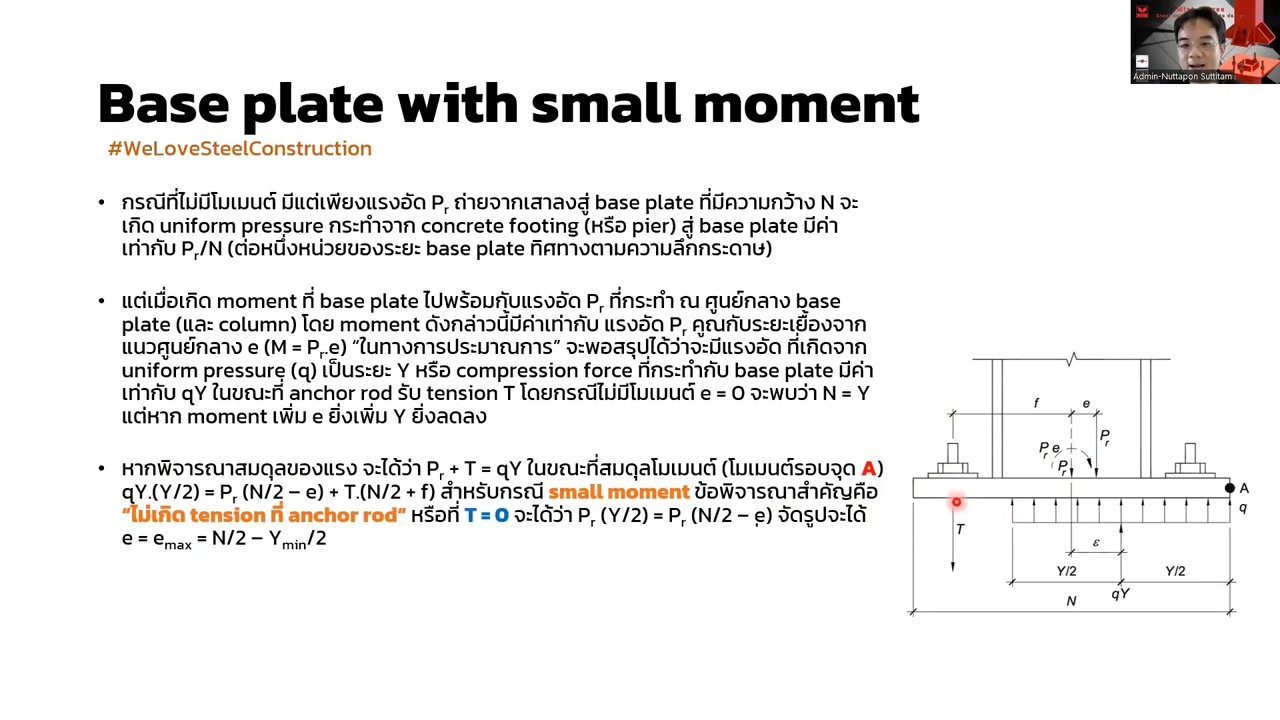 Base plate with small moment
#WeLoveSteelConstruction
• กรณีที่ไม่มีโมเมนต์ มีแต่เพียงแรงอัด Pr ถ่ายจากเสาลงสู่ base plate ที่มีความกว้าง N จะ
เกิด uniform pressure กระทำจาก concrete footing (หรือ pier) สู่ base plate มีค่า
เท่ากับ Pr/N (ต่อหนึ่งหน่วยของระยะ base plate ทิศทางตามความลึกกระดาษ)
• แต่เมื่อเกิด moment ที่ base plate ไปพร้อมกับแรงอัด Pr ที่กระทำ ณ ศูนย์กลาง base
plate (และ column) โดย moment ดังกล่าวนี้มีค่าเท่ากับ แรงอัด Pr คูณกับระยะเยื้องจาก
แนวศูนย์กลาง e (M = Pr.e) “ในทางการประมาณการ” จะพอสรุปได้ว่าจะมีแรงอัด ที่เกิดจาก
uniform pressure (q) เป็นระยะ Y หรือ compression force ที่กระทำกับ base plate มีค่า
เท่ากับ qY ในขณะที่ anchor rod รับ tension T โดยกรณีไม่มีโมเมนต์ e = 0 จะพบว่า N = Y
แต่หาก moment เพิ่ม e ยิ่งเพิ่ม Y ยิ่งลดลง
• หากพิจารณาสมดุลของแรง จะได้ว่า Pr + T = qY ในขณะที่สมดุลโมเมนต์ (โมเมนต์รอบจุด A)
qY.(Y/2) = Pr (N/2 – e) + T.(N/2 + f) สำหรับกรณี small moment ข้อพิจารณาสำคัญคือ
“ไม่เกิด tension ที่ anchor rod” หรือที่ T = 0 จะได้ว่า Pr (Y/2) = Pr (N/2 – e) จัดรูปจะได้
e = emax = N/2 – Ymin/2
f
e
Pr
Pr e
Pr
A
q
T
ε
Y/2
Y/2
qY
N
Admin-Nuttapon Suttitam